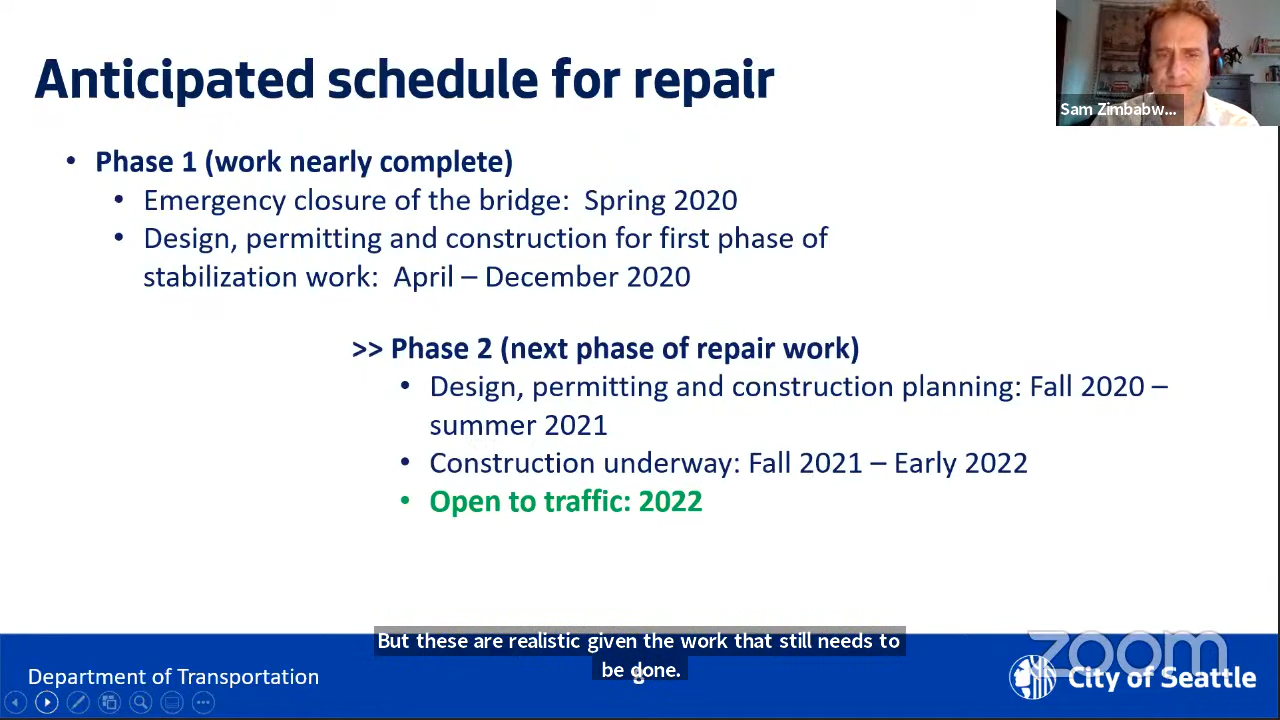 Anticipated schedule for repair
Sam Zimbabw...
• Phase 1 (work nearly complete)
• Emergency closure of the bridge: Spring 2020
• Design, permitting and construction for first phase of
stabilization work: April – December 2020
>> Phase 2 (next phase of repair work)
• Design, permitting and construction planning: Fall 2020 –
summer 2021
• Construction underway: Fall 2021 – Early 2022
• Open to traffic: 2022
But these are realistic given the work that still needs to
be done.
zoom
Department of Transportation
City of Seattle